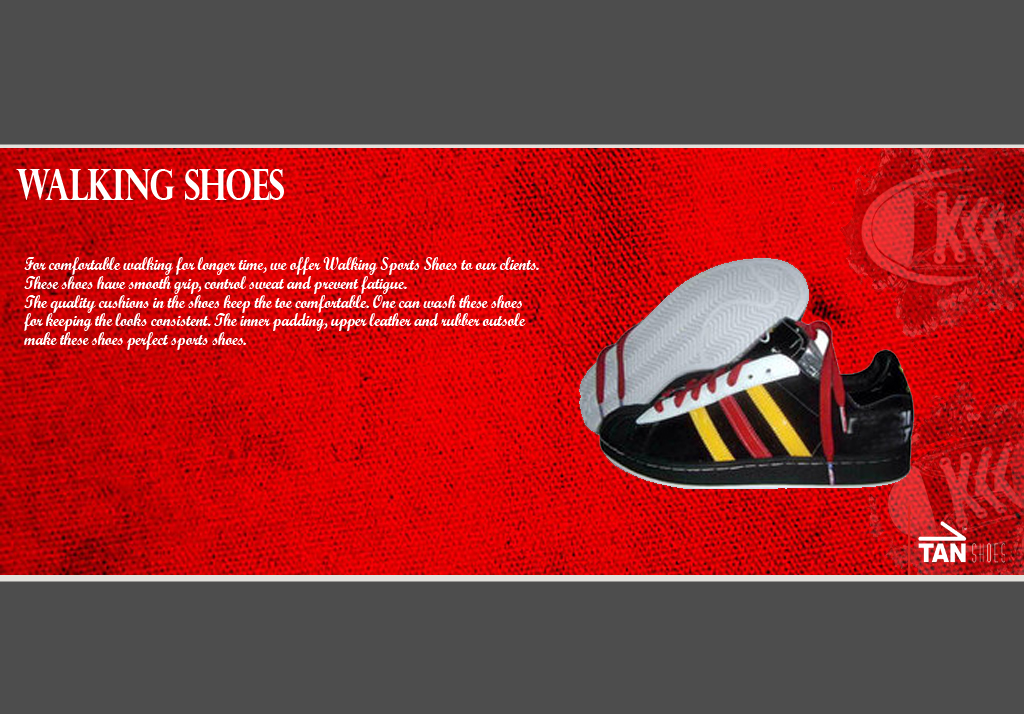 WALKING SHOES
For comfortable walking for longer time, we offer Walking Sports Shoes to our clients.
These shoes have smooth grip, control sweat and prevent fatigue.
The quality cushions in the shoes keep the toe comfortable. One can wash these shoes
for keeping the looks consistent. The inner padding, upper leather and rubber outsole
make these shoes perfect sports shoes.
TAN SHOES